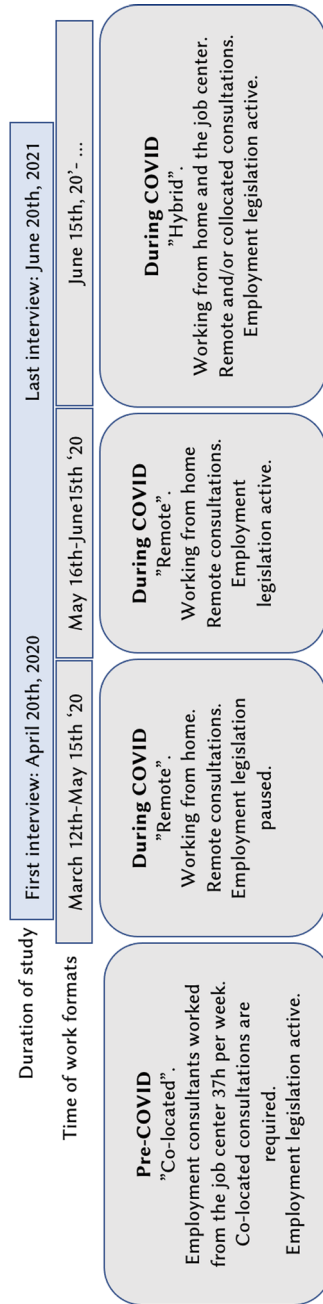 Duration of study
First interview: April 20th, 2020
Last interview: June 20th, 2021
Time of work formats
March 12th-May 15th ‘20
May 16th-June15th ‘20
June 15th, 20’- ...
Pre-COVID
”Co-located”.
Employment consultants worked
from the job center 37h per week.
Co-located consultations are
required.
Employment legislation active.
During COVID
”Remote”.
Working from home.
Remote consultations.
Employment legislation
paused.
During COVID
”Remote”.
Working from home
Remote consultations.
Employment
legislation active.
During COVID
”Hybrid”.
Working from home and the job center.
Remote and/or collocated consultations.
Employment legislation active.